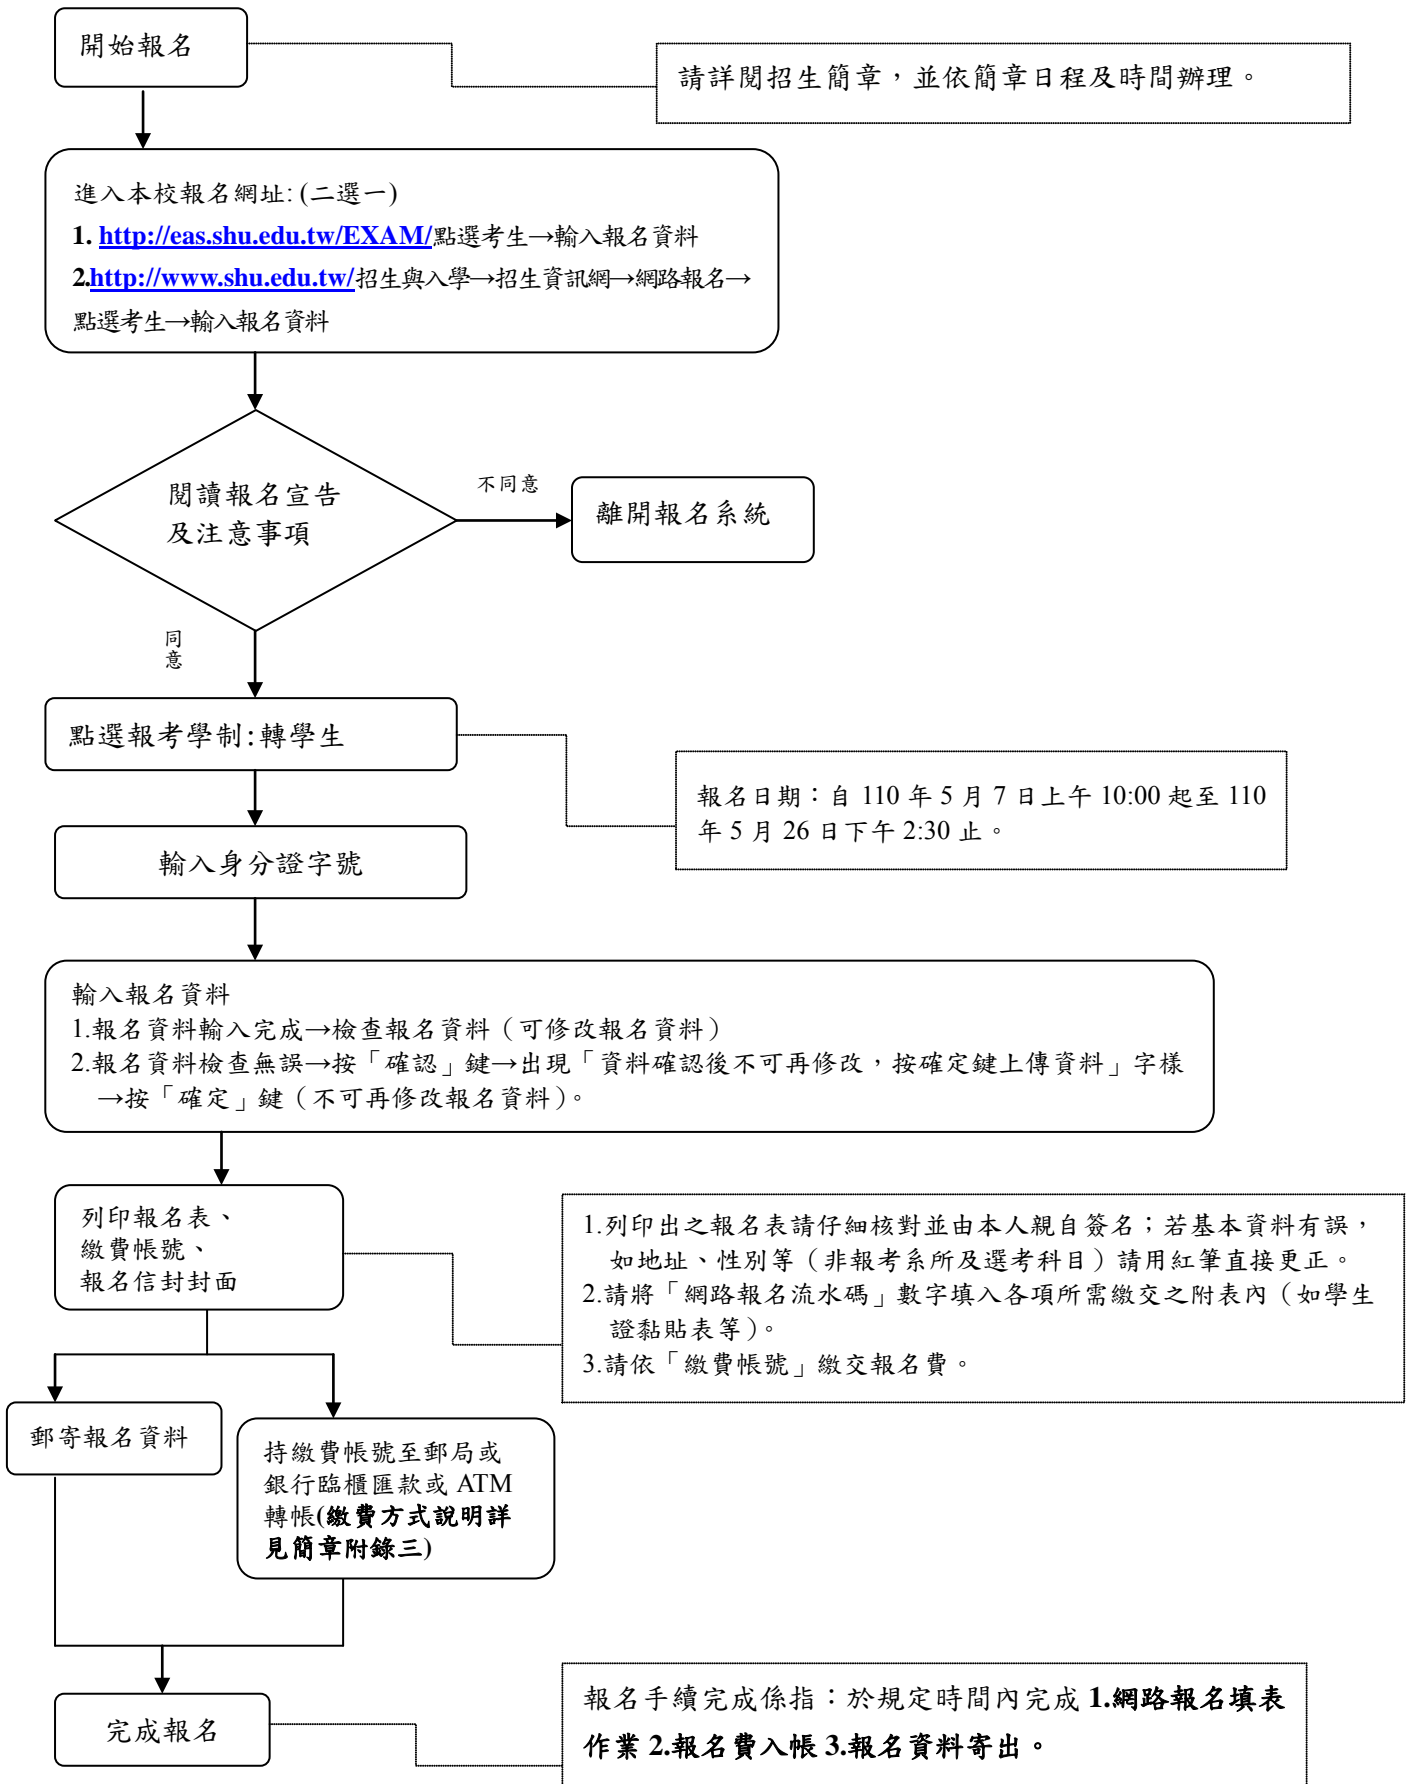 開始報名
請詳閱招生簡章，並依簡章日程及時間辦理。
進入本校報名網址: (二選一)
1. http://eas.shu.edu.tw/EXAM/點選考生→輸入報名資料
2.http://www.shu.edu.tw/招生與入學→招生資訊網→網路報名→
點選考生→輸入報名資料
閱讀報名宣告
及注意事項
不同意
離開報名系統
同
意
點選報考學制:轉學生
報名日期：自 110 年 5 月 7 日上午 10:00 起至 110
年 5 月 26 日下午 2:30 止。
輸入身分證字號
輸入報名資料
1.報名資料輸入完成→檢查報名資料（可修改報名資料）
2.報名資料檢查無誤→按「確認」鍵→出現「資料確認後不可再修改，按確定鍵上傳資料」字樣
→按「確定」鍵（不可再修改報名資料）。
列印報名表、
繳費帳號、
報名信封封面
1.列印出之報名表請仔細核對並由本人親自簽名；若基本資料有誤，
如地址、性別等（非報考系所及選考科目）請用紅筆直接更正。
2.請將「網路報名流水碼」數字填入各項所需繳交之附表內（如學生
證黏貼表等）。
3.請依「繳費帳號」繳交報名費。
郵寄報名資料
持繳費帳號至郵局或
銀行臨櫃匯款或 ATM
轉帳(繳費方式說明詳
見簡章附錄三)
完成報名
報名手續完成係指：於規定時間內完成 1.網路報名填表
作業 2.報名費入帳 3.報名資料寄出。